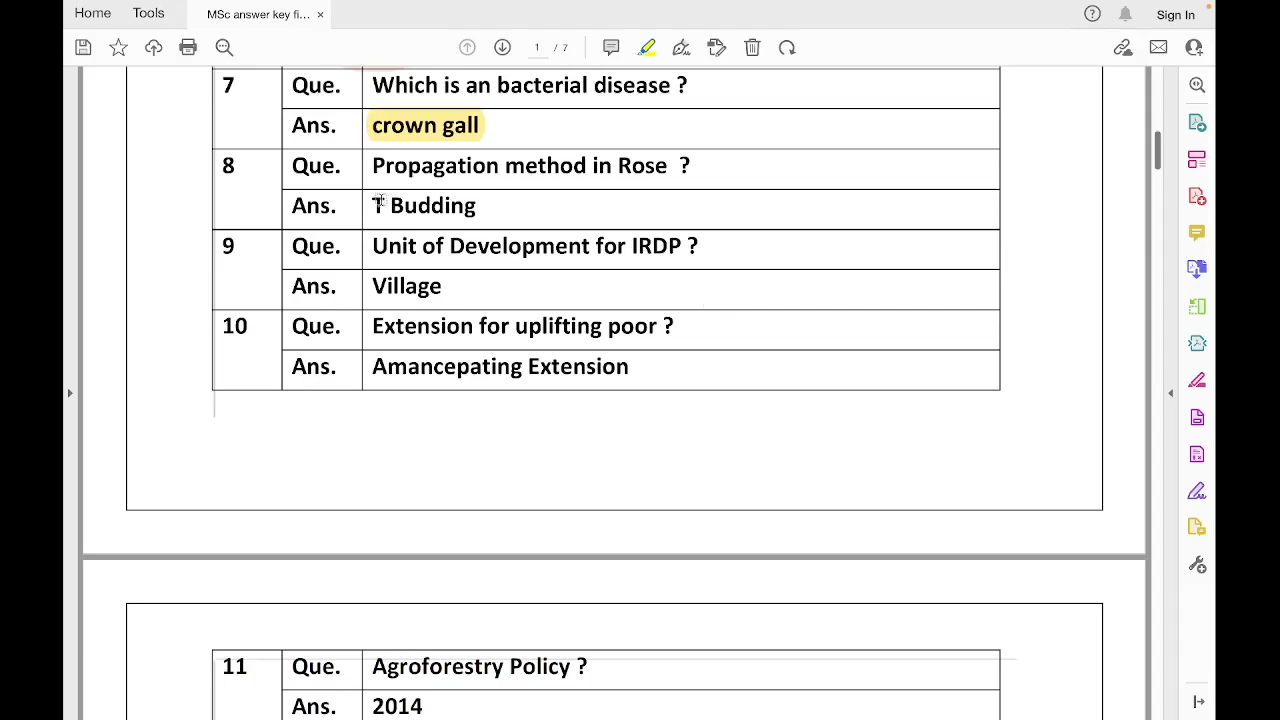 Home Tools MSc answer key fi... × Sign In
1 / 7
7 Que. Which is an bacterial disease ?
Ans. crown gall
8 Que. Propagation method in Rose ?
Ans. T Budding
9 Que. Unit of Development for IRDP ?
Ans. Village
10 Que. Extension for uplifting poor ?
Ans. Amancepating Extension
11 Que. Agroforestry Policy ?
Ans. 2014